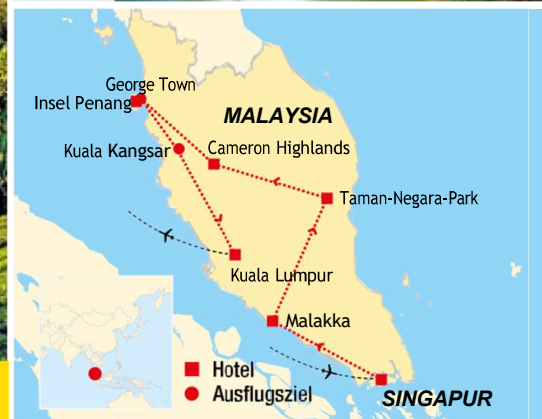 George Town
Insel Penang
MALAYSIA
Kuala Kangsar
Cameron Highlands
Taman-Negara-Park
Kuala Lumpur
Malakka
Hotel
Ausflugsziel
SINGAPUR